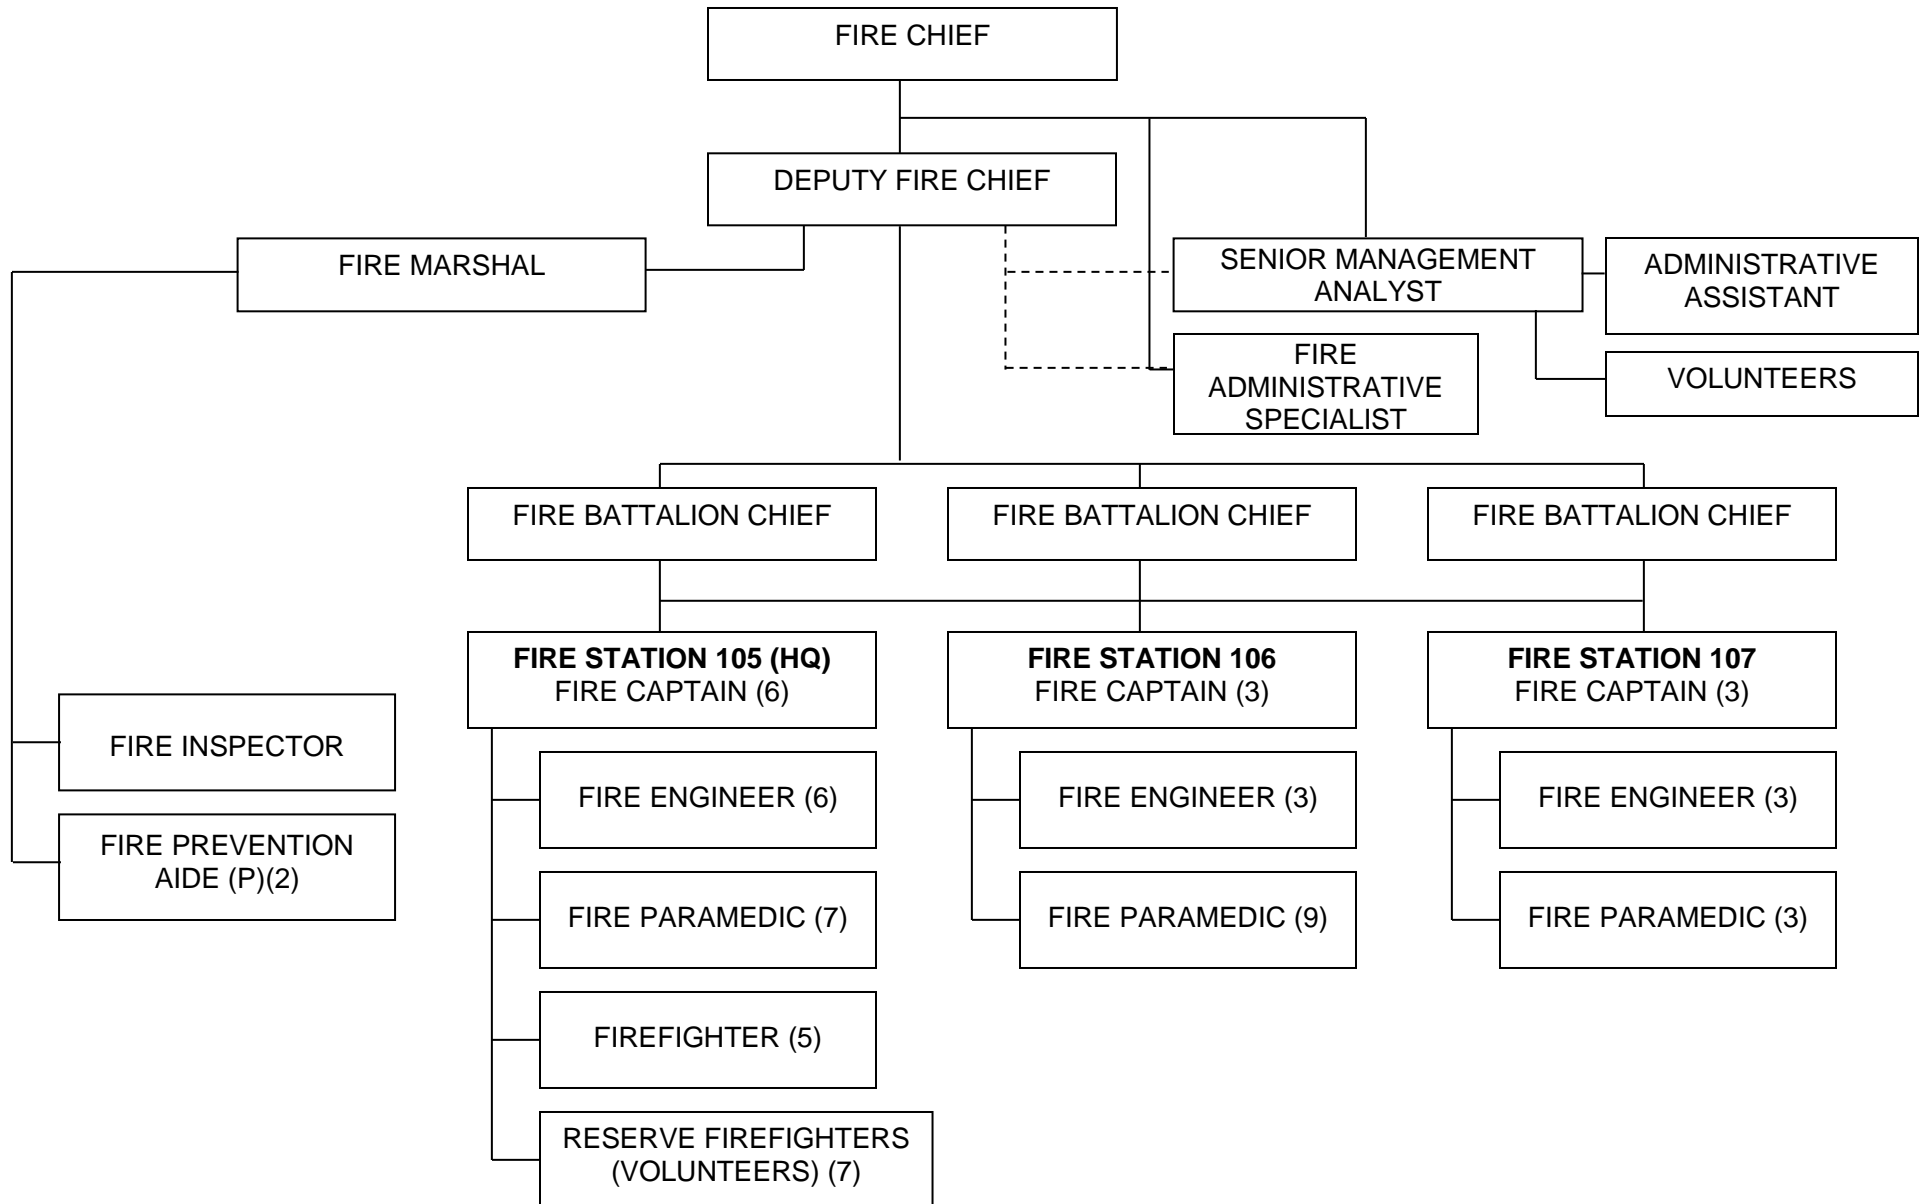 FIRE CHIEF
DEPUTY FIRE CHIEF
FIRE MARSHAL
SENIOR MANAGEMENT
ANALYST
ADMINISTRATIVE
ASSISTANT
FIRE
ADMINISTRATIVE
SPECIALIST
VOLUNTEERS
FIRE BATTALION CHIEF
FIRE BATTALION CHIEF
FIRE BATTALION CHIEF
FIRE STATION 105 (HQ)
FIRE CAPTAIN (6)
FIRE STATION 106
FIRE CAPTAIN (3)
FIRE STATION 107
FIRE CAPTAIN (3)
FIRE INSPECTOR
FIRE PREVENTION
AIDE (P)(2)
FIRE ENGINEER (6)
FIRE PARAMEDIC (7)
FIREFIGHTER (5)
RESERVE FIREFIGHTERS
(VOLUNTEERS) (7)
FIRE ENGINEER (3)
FIRE PARAMEDIC (9)
FIRE ENGINEER (3)
FIRE PARAMEDIC (3)